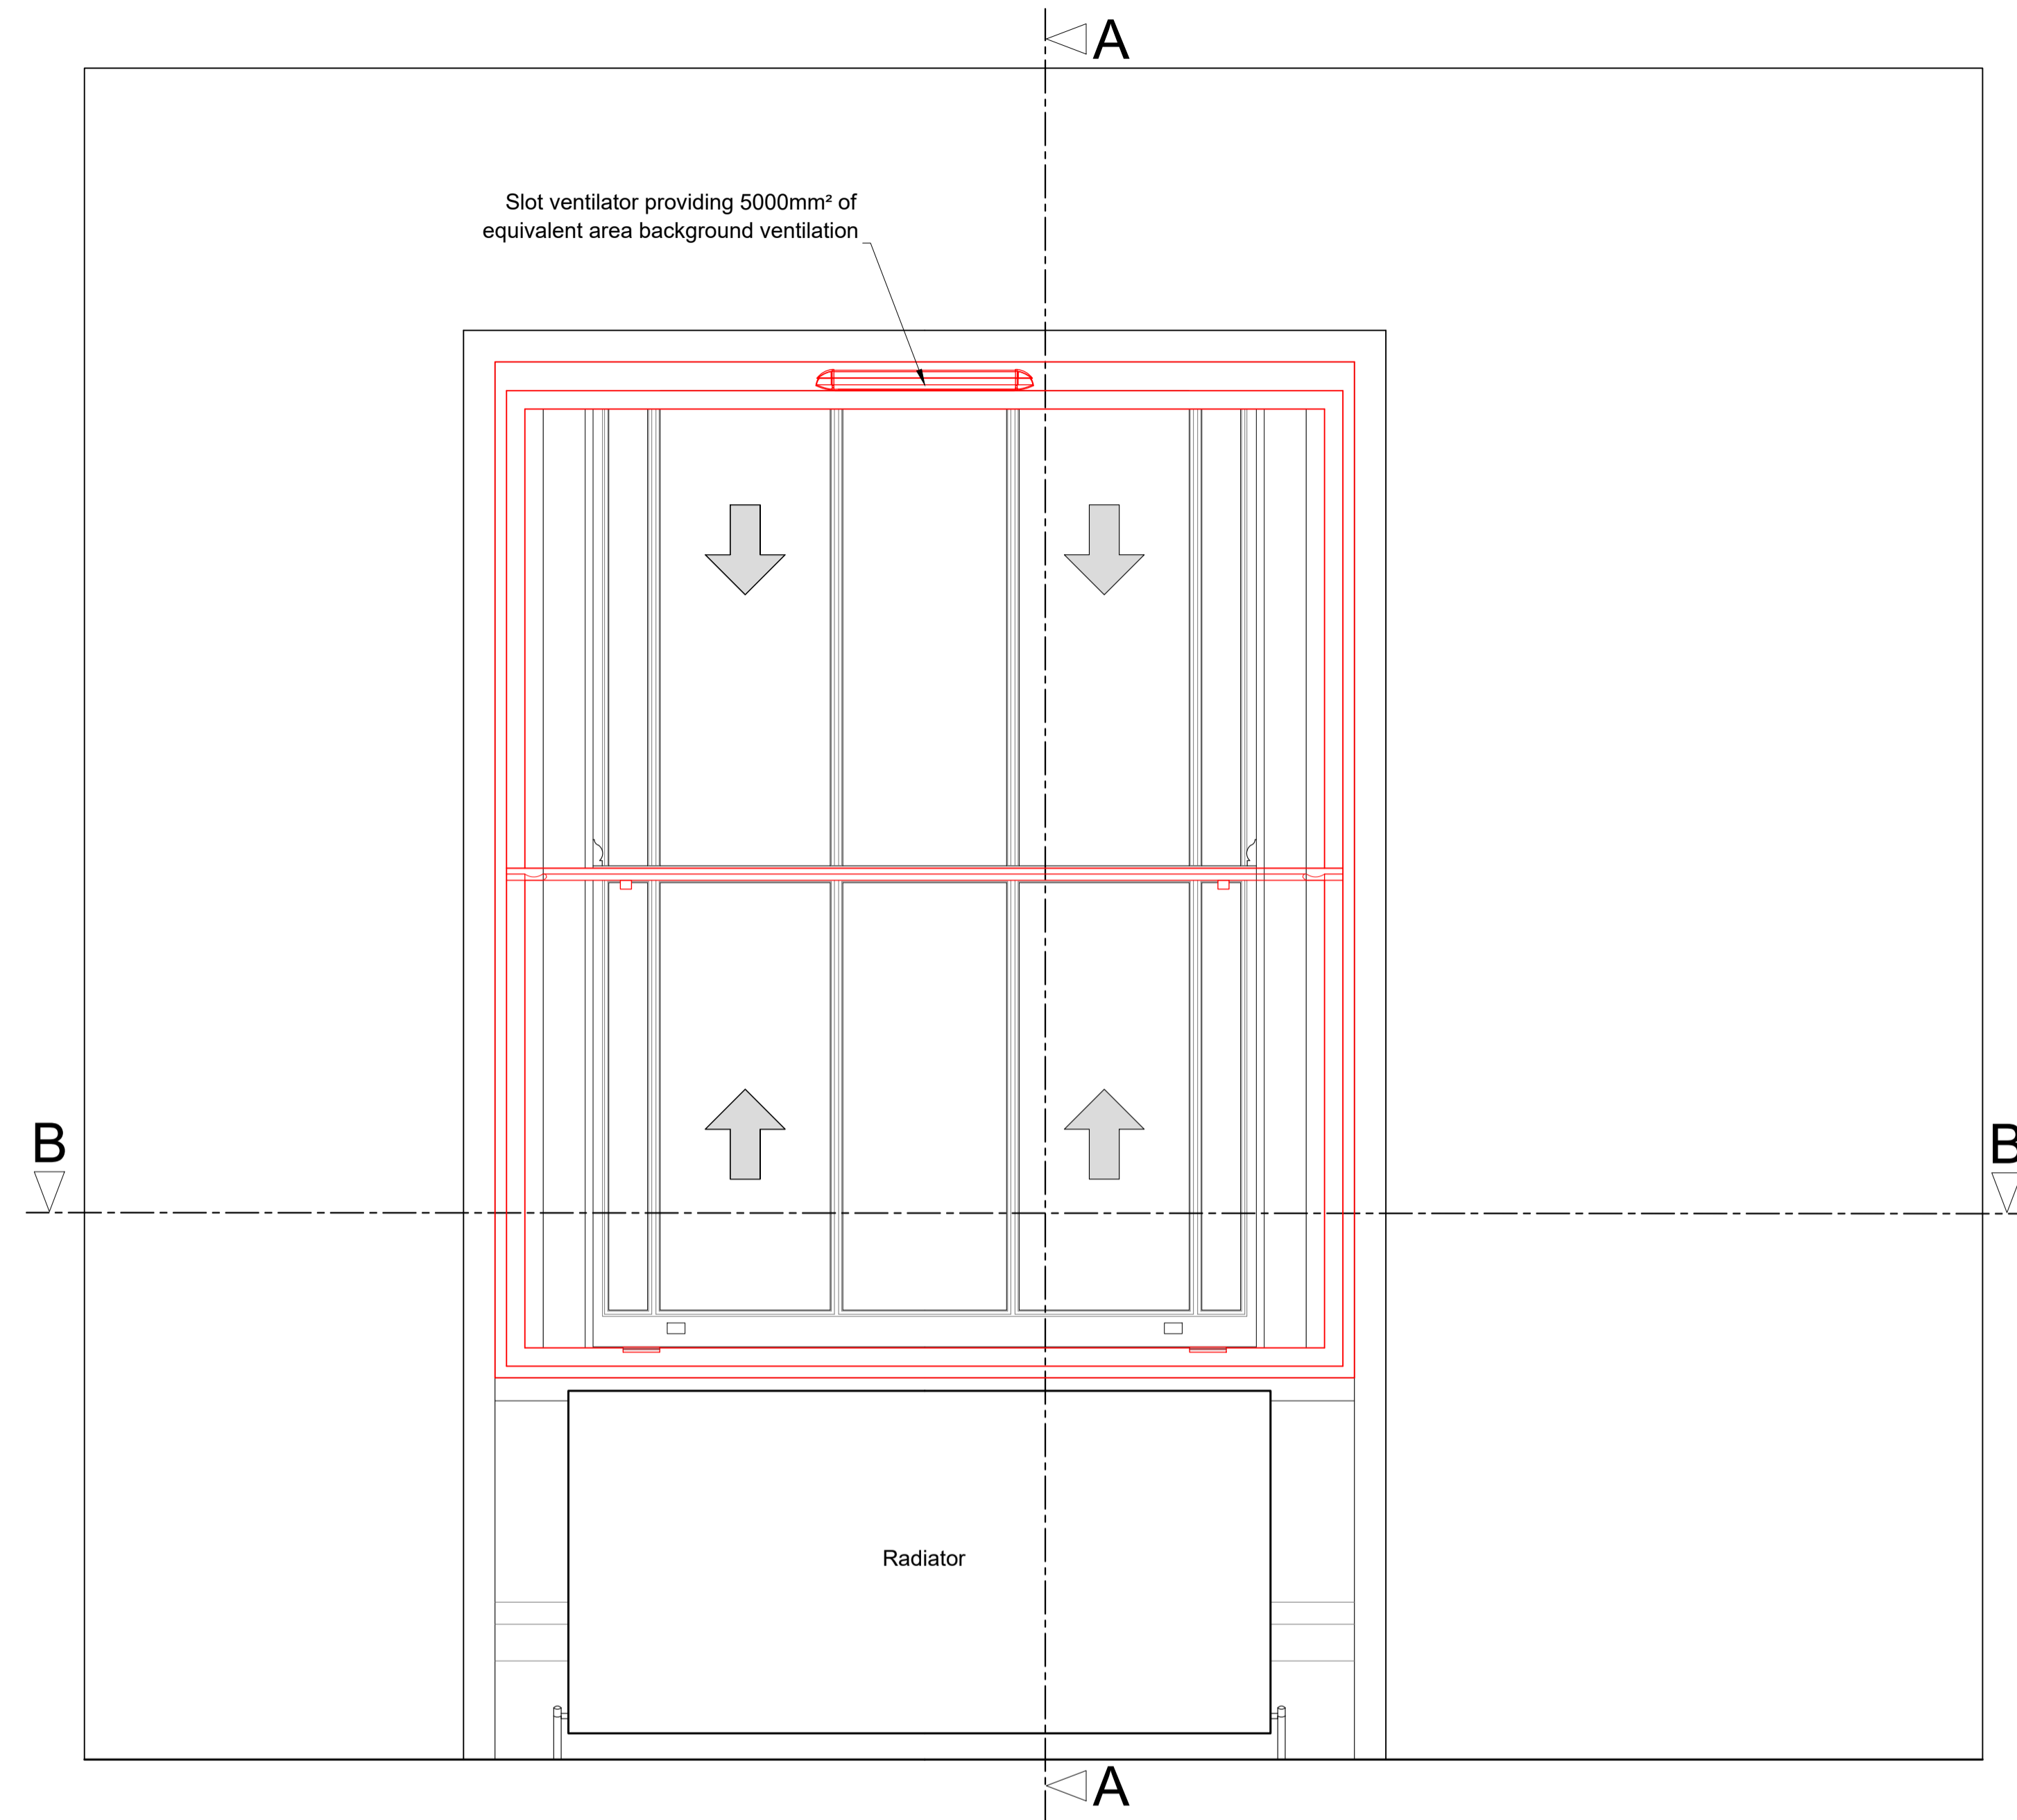 A
Slot ventilator providing 5000mm² of
equivalent area background ventilation
B
B
Radiator
A